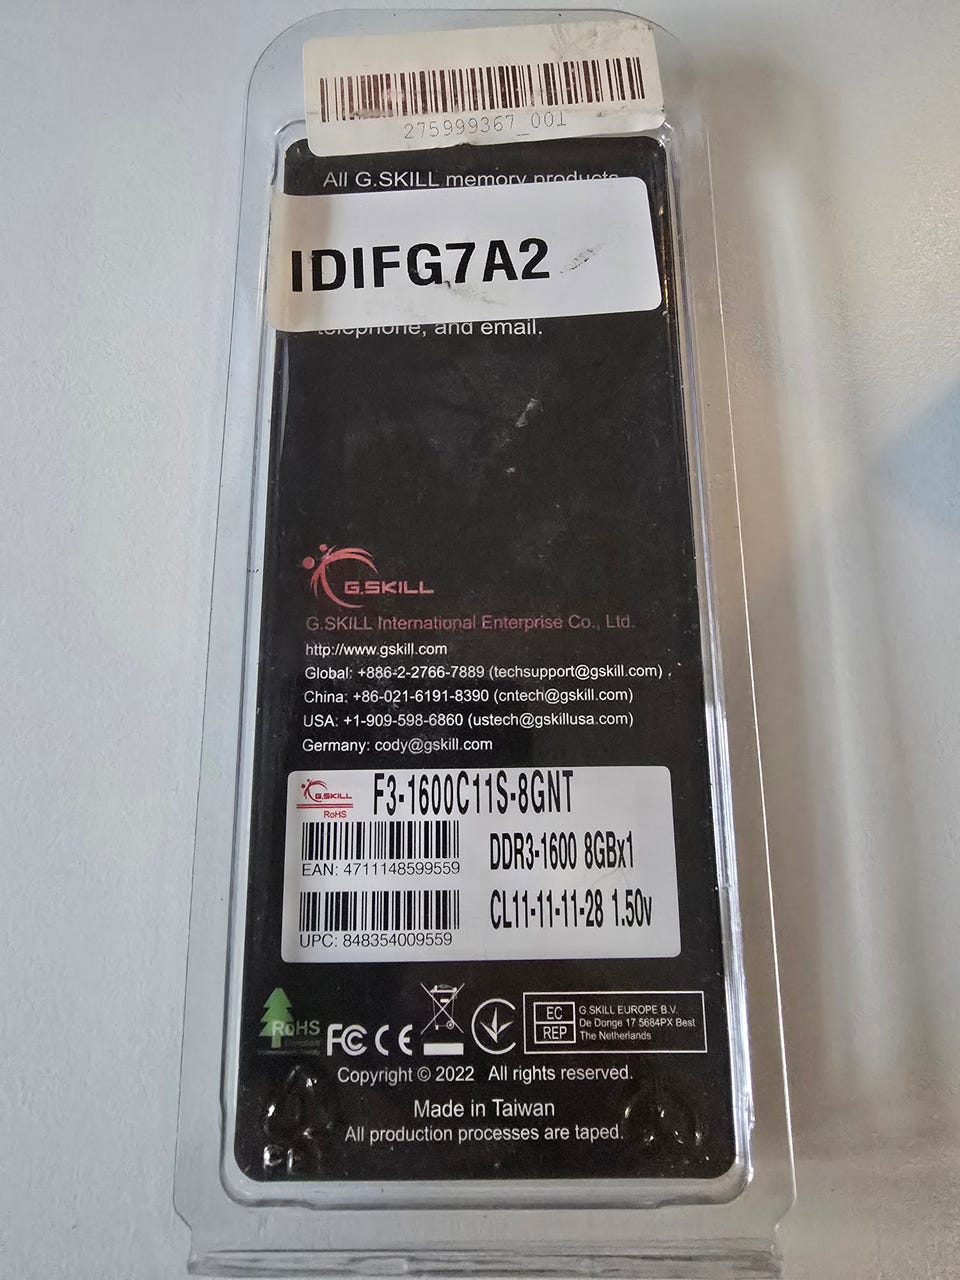 275999367_001
All G.SKILL memory products
IDIFG7A2
telephone, and email.
G.SKILL
G.SKILL International Enterprise Co., Ltd.
http://www.gskill.com
Global: +886-2-2766-7889 (techsupport@gskill.com) .
China: +86-021-6191-8390 (cntech@gskill.com)
USA: +1-909-598-6860 (ustech@gskillusa.com)
Germany: cody@gskill.com
G.SKILL
RoHS
F3-1600C11S-8GNT
EAN: 4711148599559
DDR3-1600 8GBx1
CL11-11-11-28 1.50v
UPC: 848354009559
RoHS
Compliant
FC CE
EC
REP
G.SKILL EUROPE B.V.
De Donge 17 5684PX Best
The Netherlands
Copyright © 2022 All rights reserved.
Made in Taiwan
All production processes are taped.